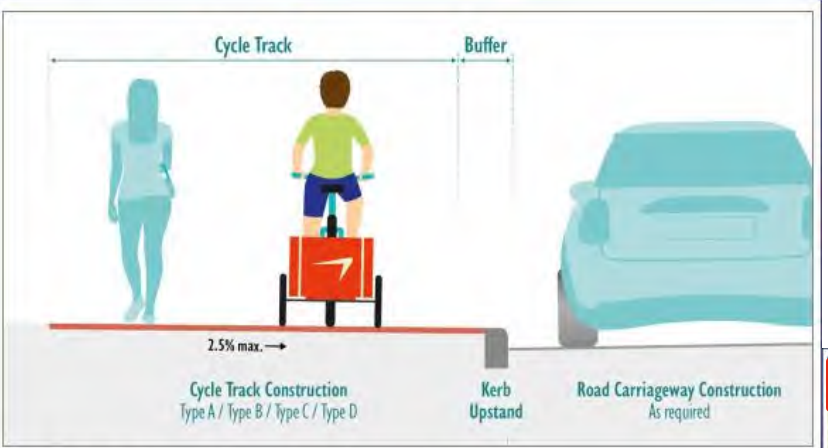 Cycle Track
Buffer
2.5% max.
Cycle Track Construction
Type A / Type B / Type C / Type D
Kerb
Upstand
Road Carriageway Construction
As required